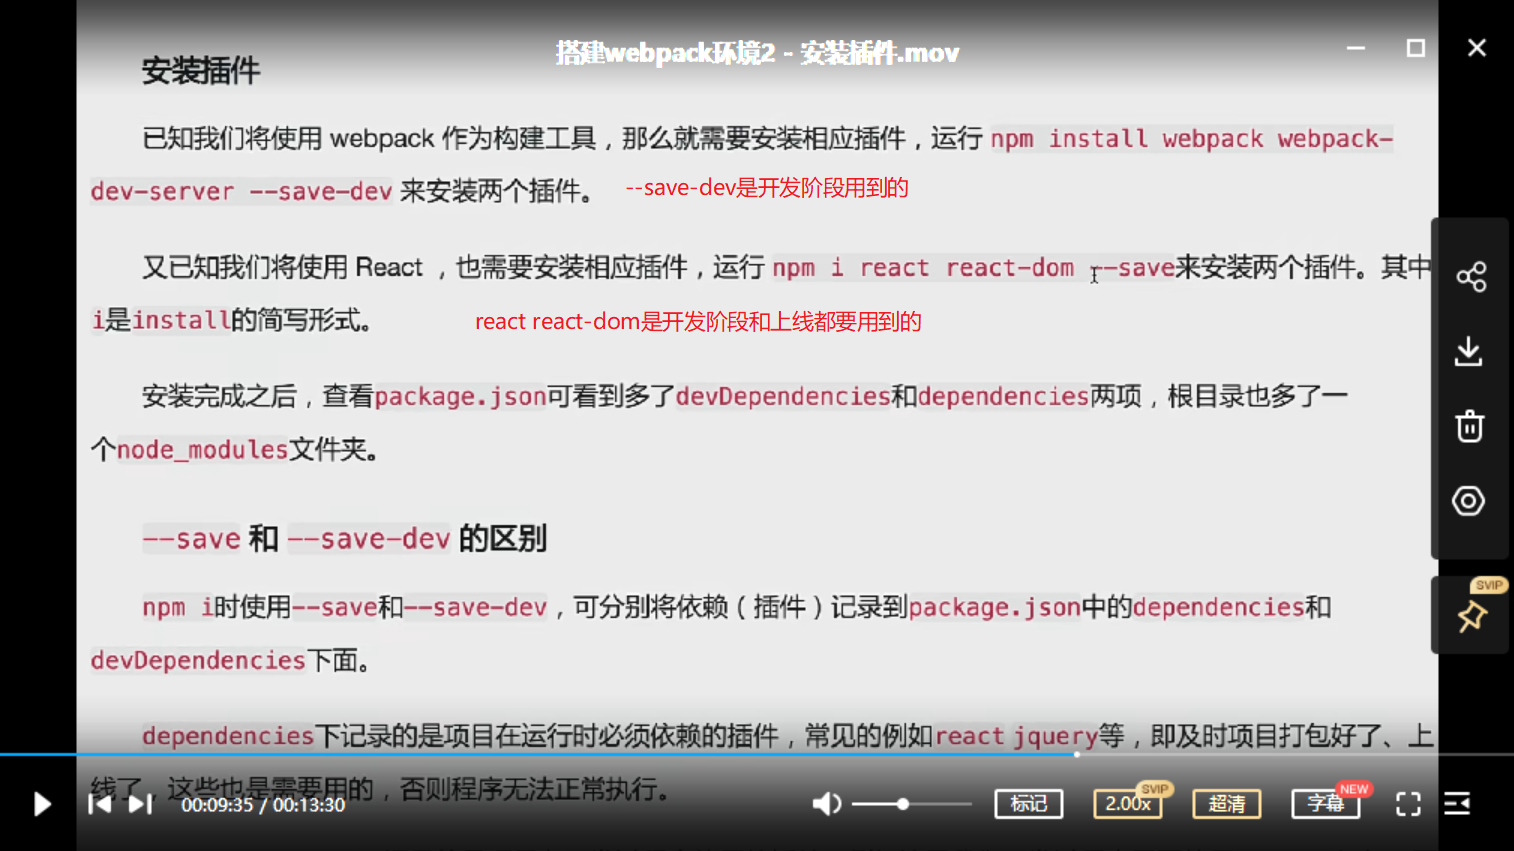 搭建webpack环境2 - 安装插件.mov
安装插件
已知我们将使用 webpack 作为构建工具，那么就需要安装相应插件，运行 npm install webpack webpack-
dev-server --save-dev 来安装两个插件。 --save-dev是开发阶段用到的
又已知我们将使用 React ，也需要安装相应插件，运行 npm i react react-dom --save来安装两个插件。其中
i是install的简写形式。 react react-dom是开发阶段和上线都要用到的
安装完成之后，查看package.json可看到多了devDependencies和dependencies两项，根目录也多了一
个node_modules文件夹。
--save 和 --save-dev 的区别
npm i时使用--save和--save-dev，可分别将依赖（插件）记录到package.json中的dependencies和
devDependencies下面。
SVIP
dependencies下记录的是项目在运行时必须依赖的插件，常见的例如react jquery等，即及时项目打包好了、上
线了，这些也是需要用的，否则程序无法正常执行。
00:09:35 / 00:13:30 标记 2.00x SVIP 超清 字幕 NEW